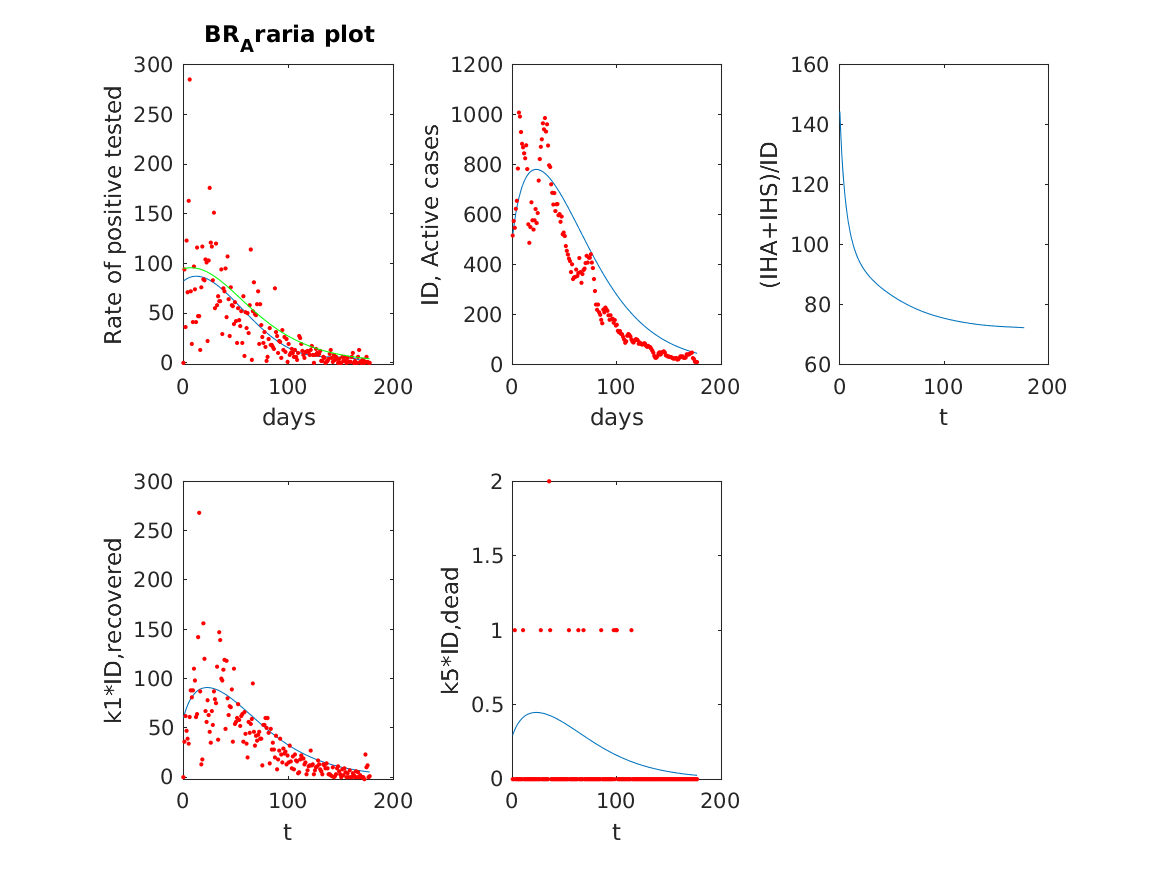 BR_Araria plot
300
250
200
150
100
50
0
0 100 200
days
Rate of positive tested
1200
1000
800
600
400
200
0
0 100 200
days
ID, Active cases
160
140
120
100
80
60
0 100 200
t
(IHA+IHS)/ID
300
250
200
150
100
50
0
0 100 200
t
k1*ID,recovered
2
1.5
1
0.5
0
0 100 200
t
k5*ID,dead